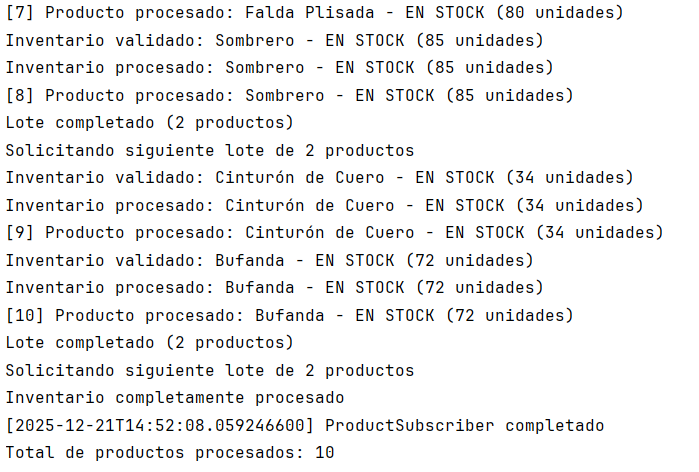 [7] Producto procesado: Falda Plisada - EN STOCK (80 unidades)
Inventario validado: Sombrero - EN STOCK (85 unidades)
Inventario procesado: Sombrero - EN STOCK (85 unidades)
[8] Producto procesado: Sombrero - EN STOCK (85 unidades)
Lote completado (2 productos)
Solicitando siguiente lote de 2 productos
Inventario validado: Cinturón de Cuero - EN STOCK (34 unidades)
Inventario procesado: Cinturón de Cuero - EN STOCK (34 unidades)
[9] Producto procesado: Cinturón de Cuero - EN STOCK (34 unidades)
Inventario validado: Bufanda - EN STOCK (72 unidades)
Inventario procesado: Bufanda - EN STOCK (72 unidades)
[10] Producto procesado: Bufanda - EN STOCK (72 unidades)
Lote completado (2 productos)
Solicitando siguiente lote de 2 productos
Inventario completamente procesado
[2025-12-21T14:52:08.059246600] ProductSubscriber completado
Total de productos procesados: 10